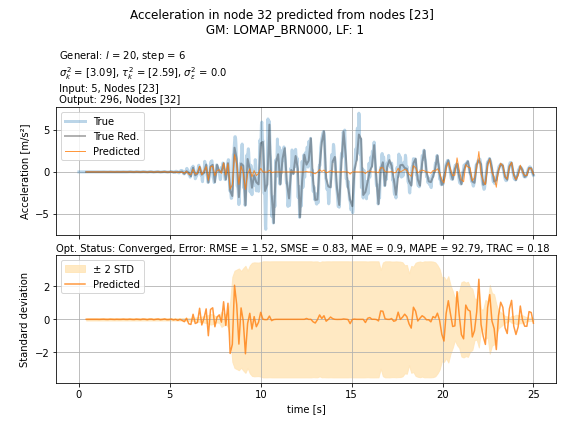 Acceleration in node 32 predicted from nodes [23]
GM: LOMAP_BRN000, LF: 1
General: l = 20, step = 6
σ²ₖ = [3.09], τ²ₖ = [2.59], σ²ε = 0.0
Input: 5, Nodes [23]
Output: 296, Nodes [32]
Acceleration [m/s²]
5
0
−5
True
True Red.
Predicted
Opt. Status: Converged, Error: RMSE = 1.52, SMSE = 0.83, MAE = 0.9, MAPE = 92.79, TRAC = 0.18
Standard deviation
2
0
−2
± 2 STD
Predicted
0 5 10 15 20 25
time [s]